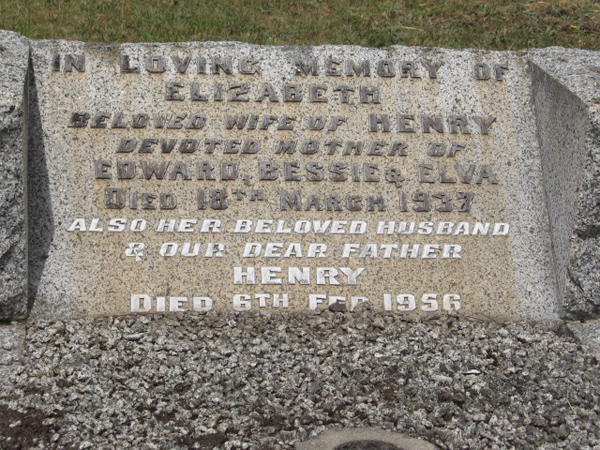 IN LOVING MEMORY OF
ELIZABETH
BELOVED WIFE OF HENRY
DEVOTED MOTHER OF
EDWARD, BESSIE & ELVA
DIED 18TH MARCH 1937
ALSO HER BELOVED HUSBAND
& OUR DEAR FATHER
HENRY
DIED 6TH FEB 1956